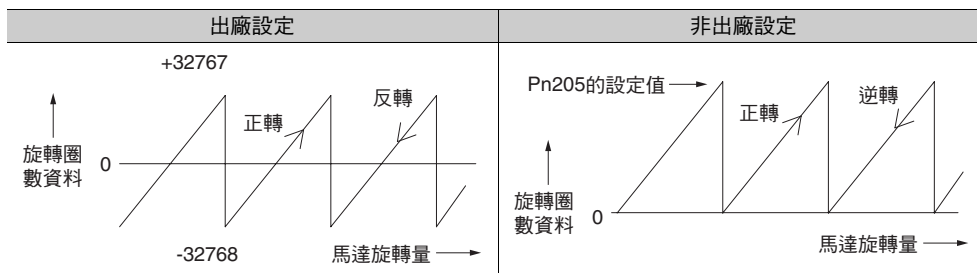 出廠設定
非出廠設定
+32767
反轉
正轉
旋轉圈
數資料
0
-32768
馬達旋轉量
Pn205的設定值
逆轉
正轉
旋轉圈
數資料
0
馬達旋轉量